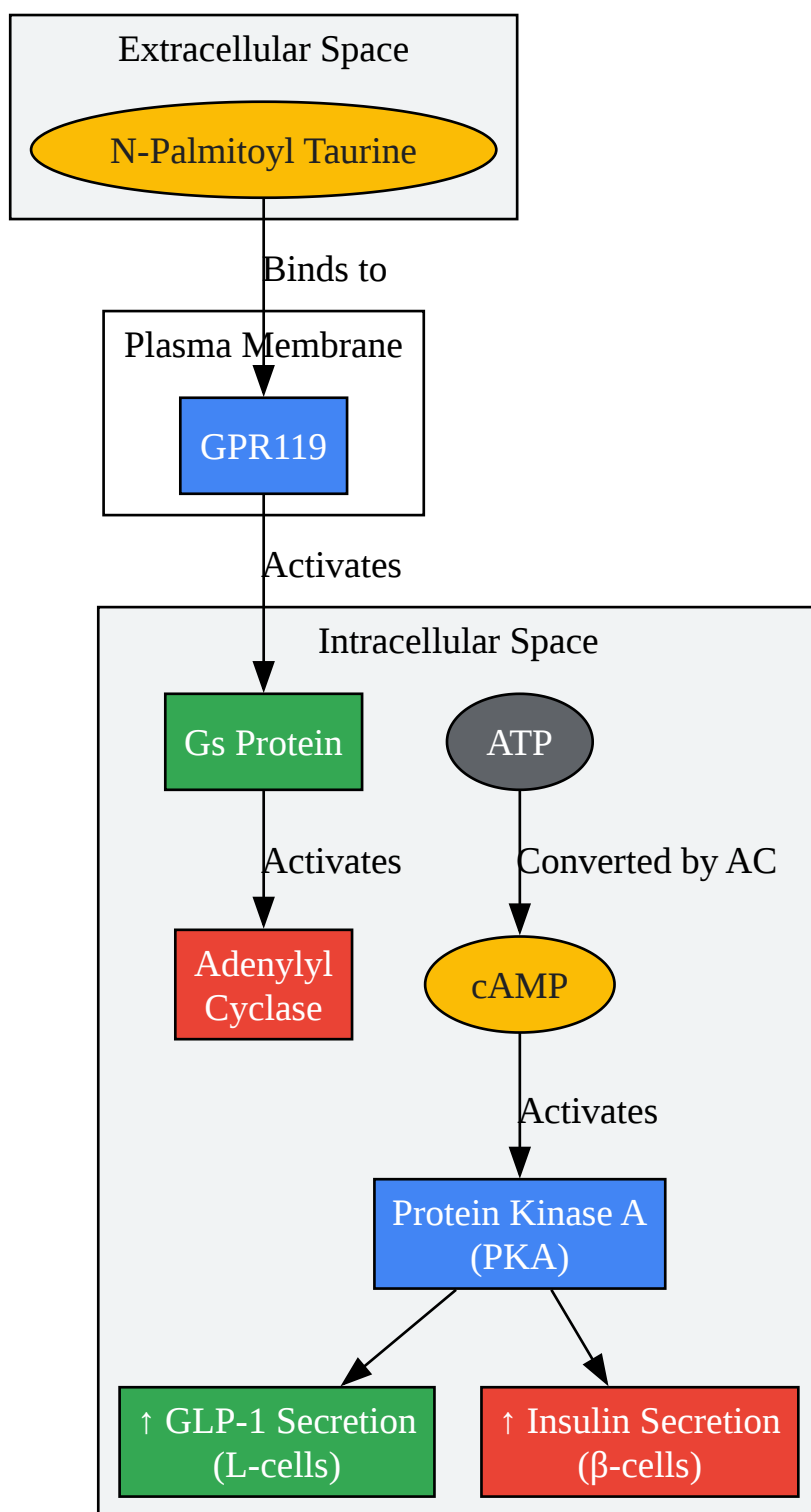 Extracellular Space
N-Palmitoyl Taurine
Binds to
Plasma Membrane
GPR119
Activates
Intracellular Space
Gs Protein
ATP
Activates
Converted by AC
Adenylyl
Cyclase
cAMP
Activates
Protein Kinase A
(PKA)
↑ GLP-1 Secretion
(L-cells)
↑ Insulin Secretion
(β-cells)